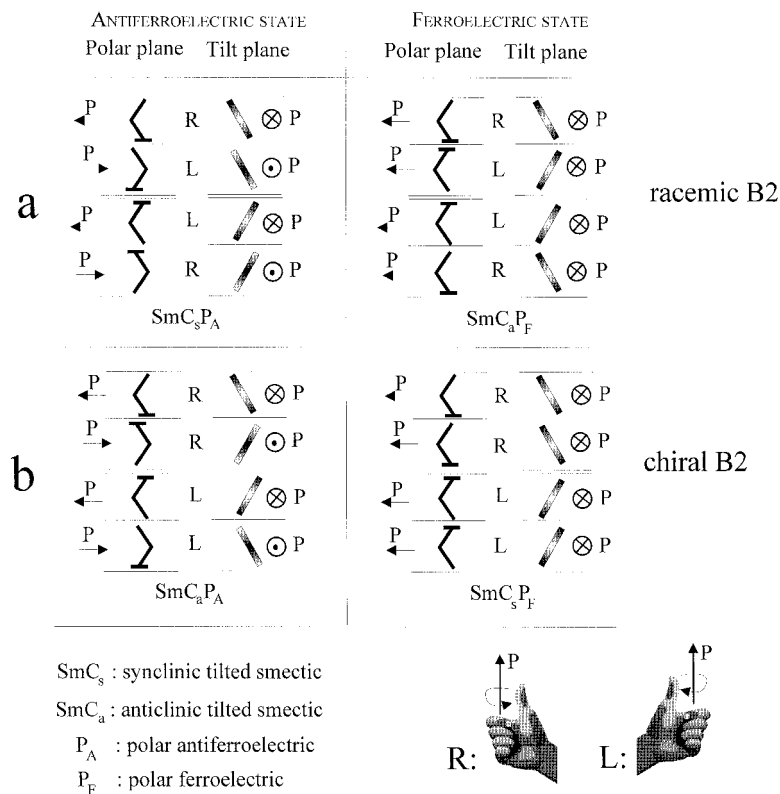 ANTIFERROELECTRIC STATE FERROELECTRIC STATE
Polar plane Tilt plane Polar plane Tilt plane
P R P P R P
P L P P L P
a racemic B2
P L P P L P
P R P P R P
SmCsPA SmCaPF
P R P P R P
P R P P R P
b chiral B2
P L P P L P
P L P P L P
SmCaPA SmCsPF
SmCs : synclinic tilted smectic
SmCa : anticlinic tilted smectic
PA : polar antiferroelectric
PF : polar ferroelectric
P P
R: L: